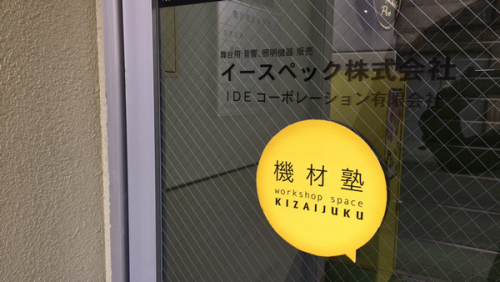 舞台用 音響、照明機器 販売
イースペック株式会社
IDEコーポレーション有限会社
機材塾
workshop space
KIZAIJUKU